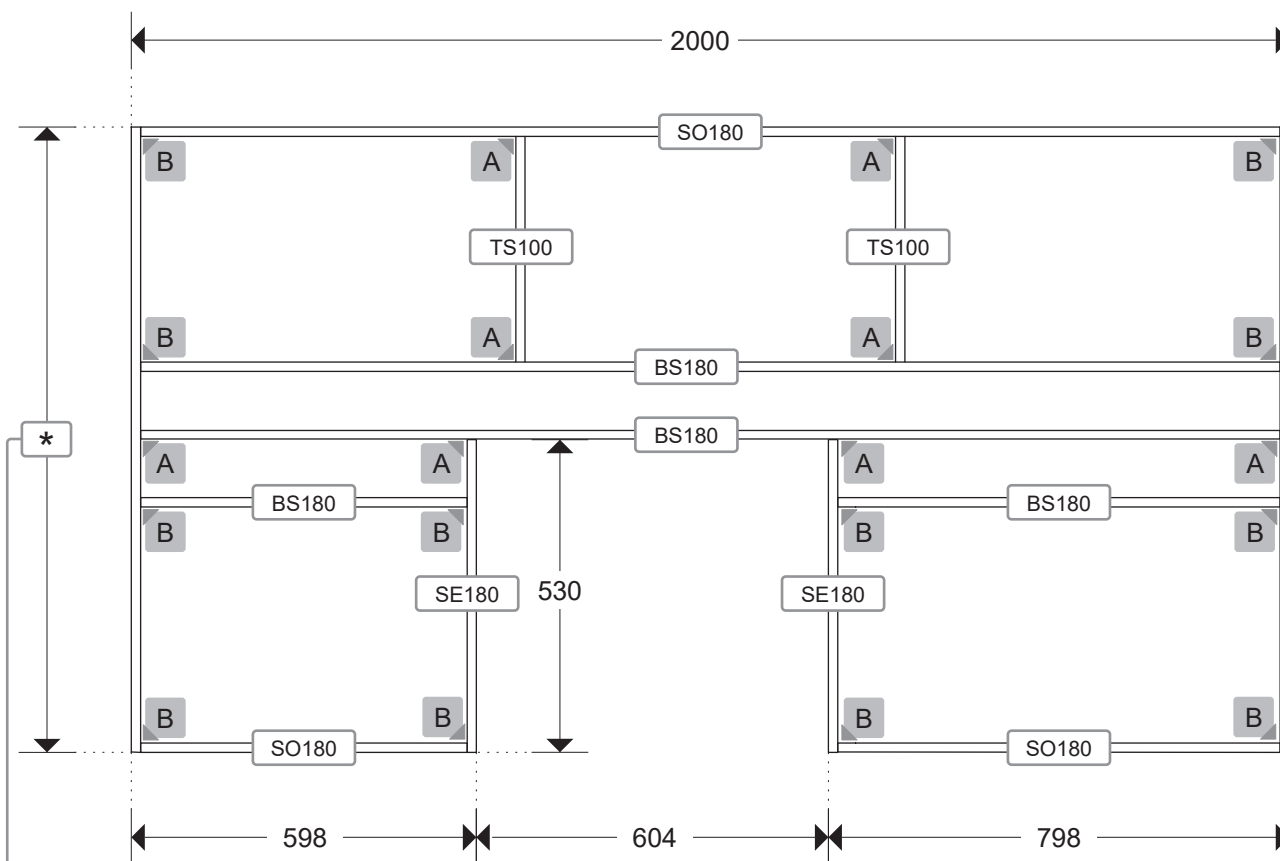 2000
SO180
B A A B
TS100 TS100
B A A B
BS180
*
BS180
A A A A
BS180 BS180
B B B B
SE180 530 SE180
B B B B
SO180 SO180
598 604 798